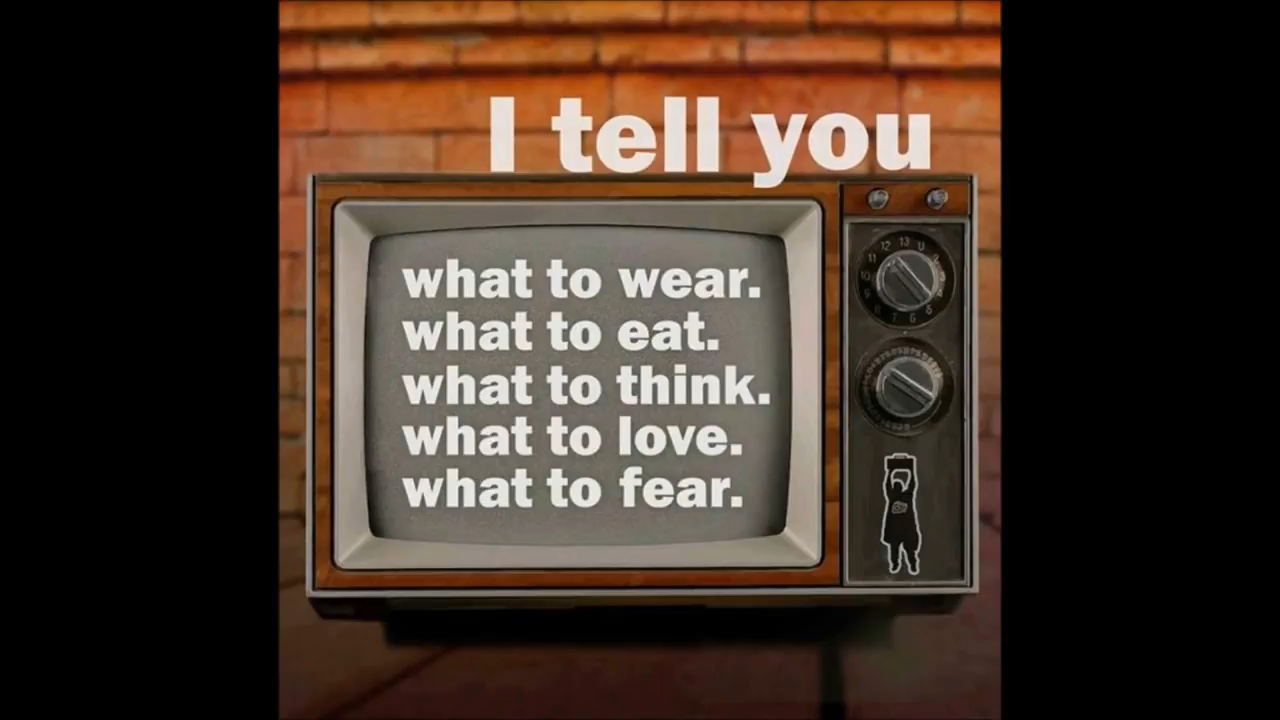 I tell you
what to wear.
what to eat.
what to think.
what to love.
what to fear.